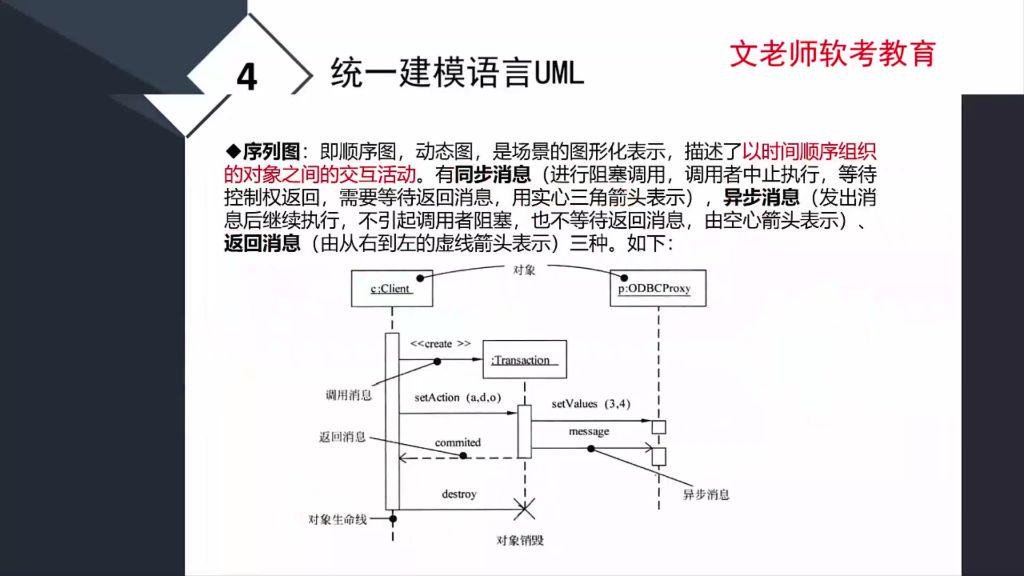 文老师软考教育
4
统一建模语言UML
◆序列图：即顺序图，动态图，是场景的图形化表示，描述了以时间顺序组织
的对象之间的交互活动。有同步消息（进行阻塞调用，调用者中止执行，等待
控制权返回，需要等待返回消息，用实心三角箭头表示），异步消息（发出消
息后继续执行，不引起调用者阻塞，也不等待返回消息，由空心箭头表示）、
返回消息（由从右到左的虚线箭头表示）三种。如下：
对象
c:Client
p:ODBCProxy
<<create >>
:Transaction
调用消息
setAction (a,d,o)
setValues (3,4)
返回消息
commited
message
destroy
异步消息
对象生命线
对象销毁